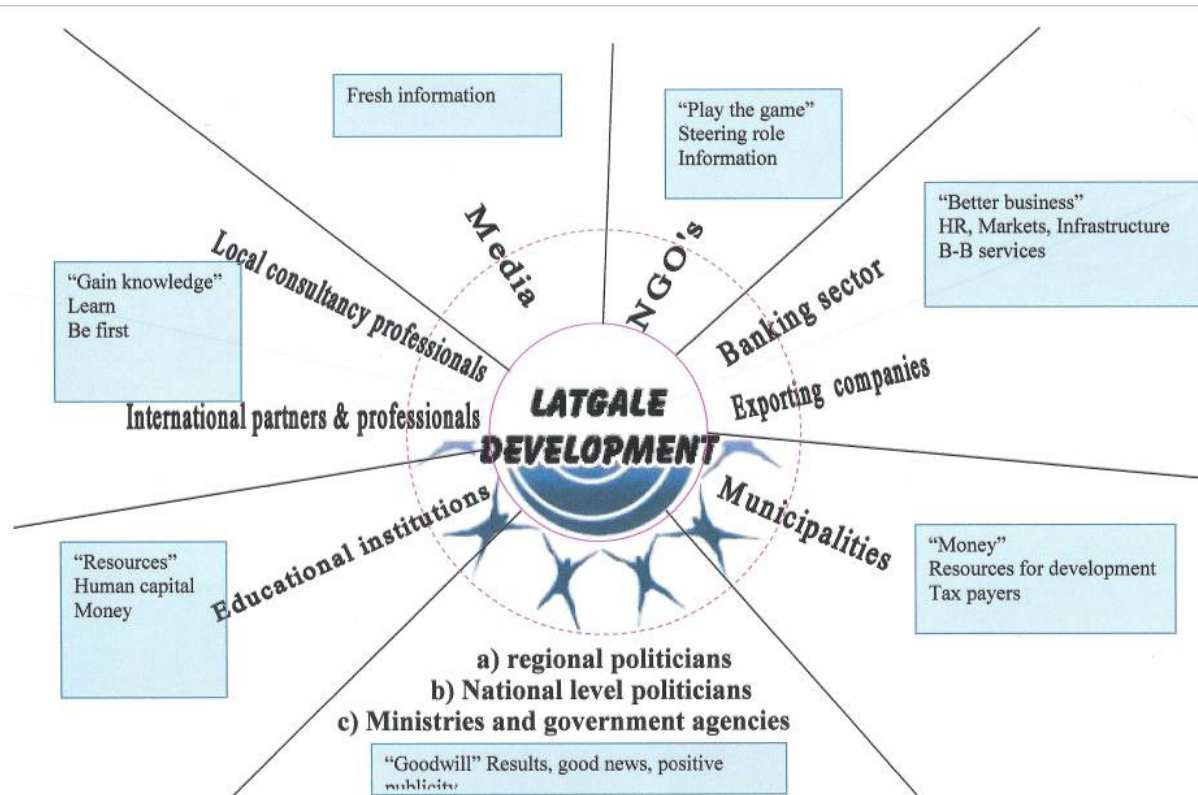 Fresh information
“Play the game”
Steering role
Information
“Better business”
HR, Markets, Infrastructure
B-B services
“Gain knowledge”
Learn
Be first
Media
NGO's
Local consultancy professionals
Banking sector
Exporting companies
International partners & professionals
LATGALE
DEVELOPMENT
Educational institutions
Municipalities
“Resources”
Human capital
Money
“Money”
Resources for development
Tax payers
a) regional politicians
b) National level politicians
c) Ministries and government agencies
“Goodwill” Results, good news, positive
publicity